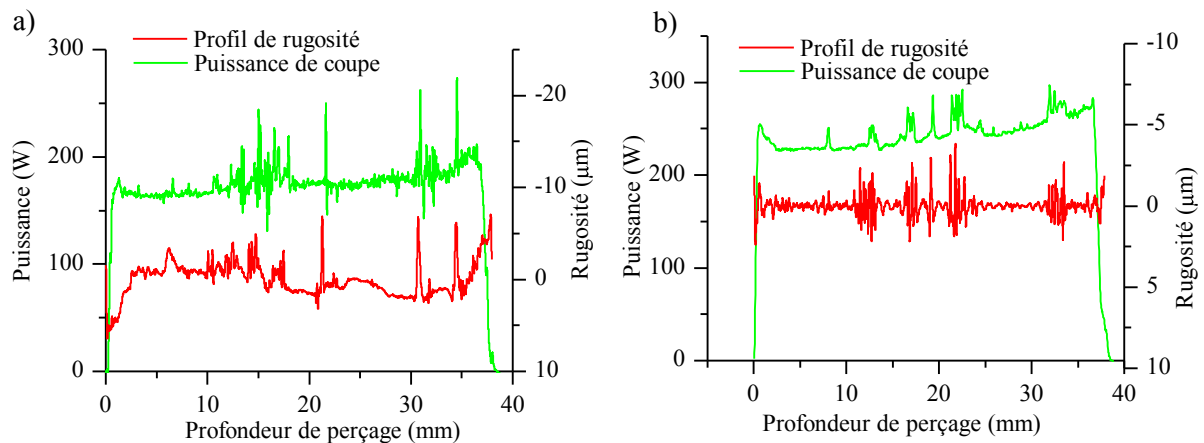 a)
Profil de rugosité
Puissance de coupe
Puissance (W)
300
200
100
0
Rugosité (μm)
-20
-10
0
10
0
10
20
30
40
Profondeur de perçage (mm)
b)
Profil de rugosité
Puissance de coupe
Puissance (W)
300
200
100
0
Rugosité (μm)
-10
-5
0
5
10
0
10
20
30
40
Profondeur de perçage (mm)